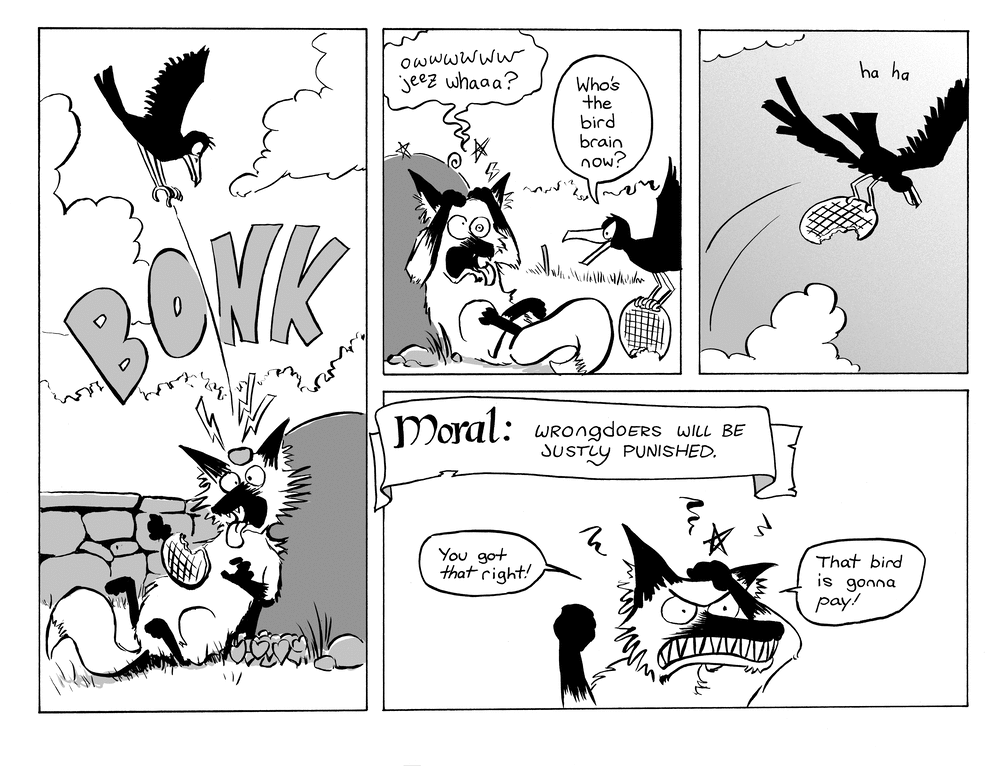 BONK
owwwwww
jeez whaaa?
Who's
the
bird
brain
now?
ha ha
Moral: WRONGDOERS WILL BE
JUSTLY PUNISHED.
You got
that right!
That bird
is gonna
pay!